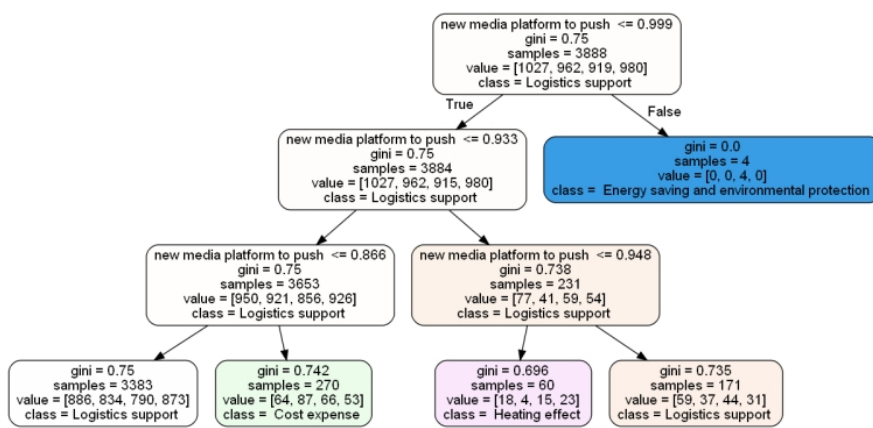 new media platform to push <= 0.999
gini = 0.75
samples = 3888
value = [1027, 962, 919, 980]
class = Logistics support
True
False
new media platform to push <= 0.933
gini = 0.75
samples = 3884
value = [1027, 962, 915, 980]
class = Logistics support
gini = 0.0
samples = 4
value = [0, 0, 4, 0]
class = Energy saving and environmental protection
new media platform to push <= 0.866
gini = 0.75
samples = 3653
value = [950, 921, 856, 926]
class = Logistics support
new media platform to push <= 0.948
gini = 0.738
samples = 231
value = [77, 41, 59, 54]
class = Logistics support
gini = 0.75
samples = 3383
value = [886, 834, 790, 873]
class = Logistics support
gini = 0.742
samples = 270
value = [64, 87, 66, 53]
class = Cost expense
gini = 0.696
samples = 60
value = [18, 4, 15, 23]
class = Heating effect
gini = 0.735
samples = 171
value = [59, 37, 44, 31]
class = Logistics support